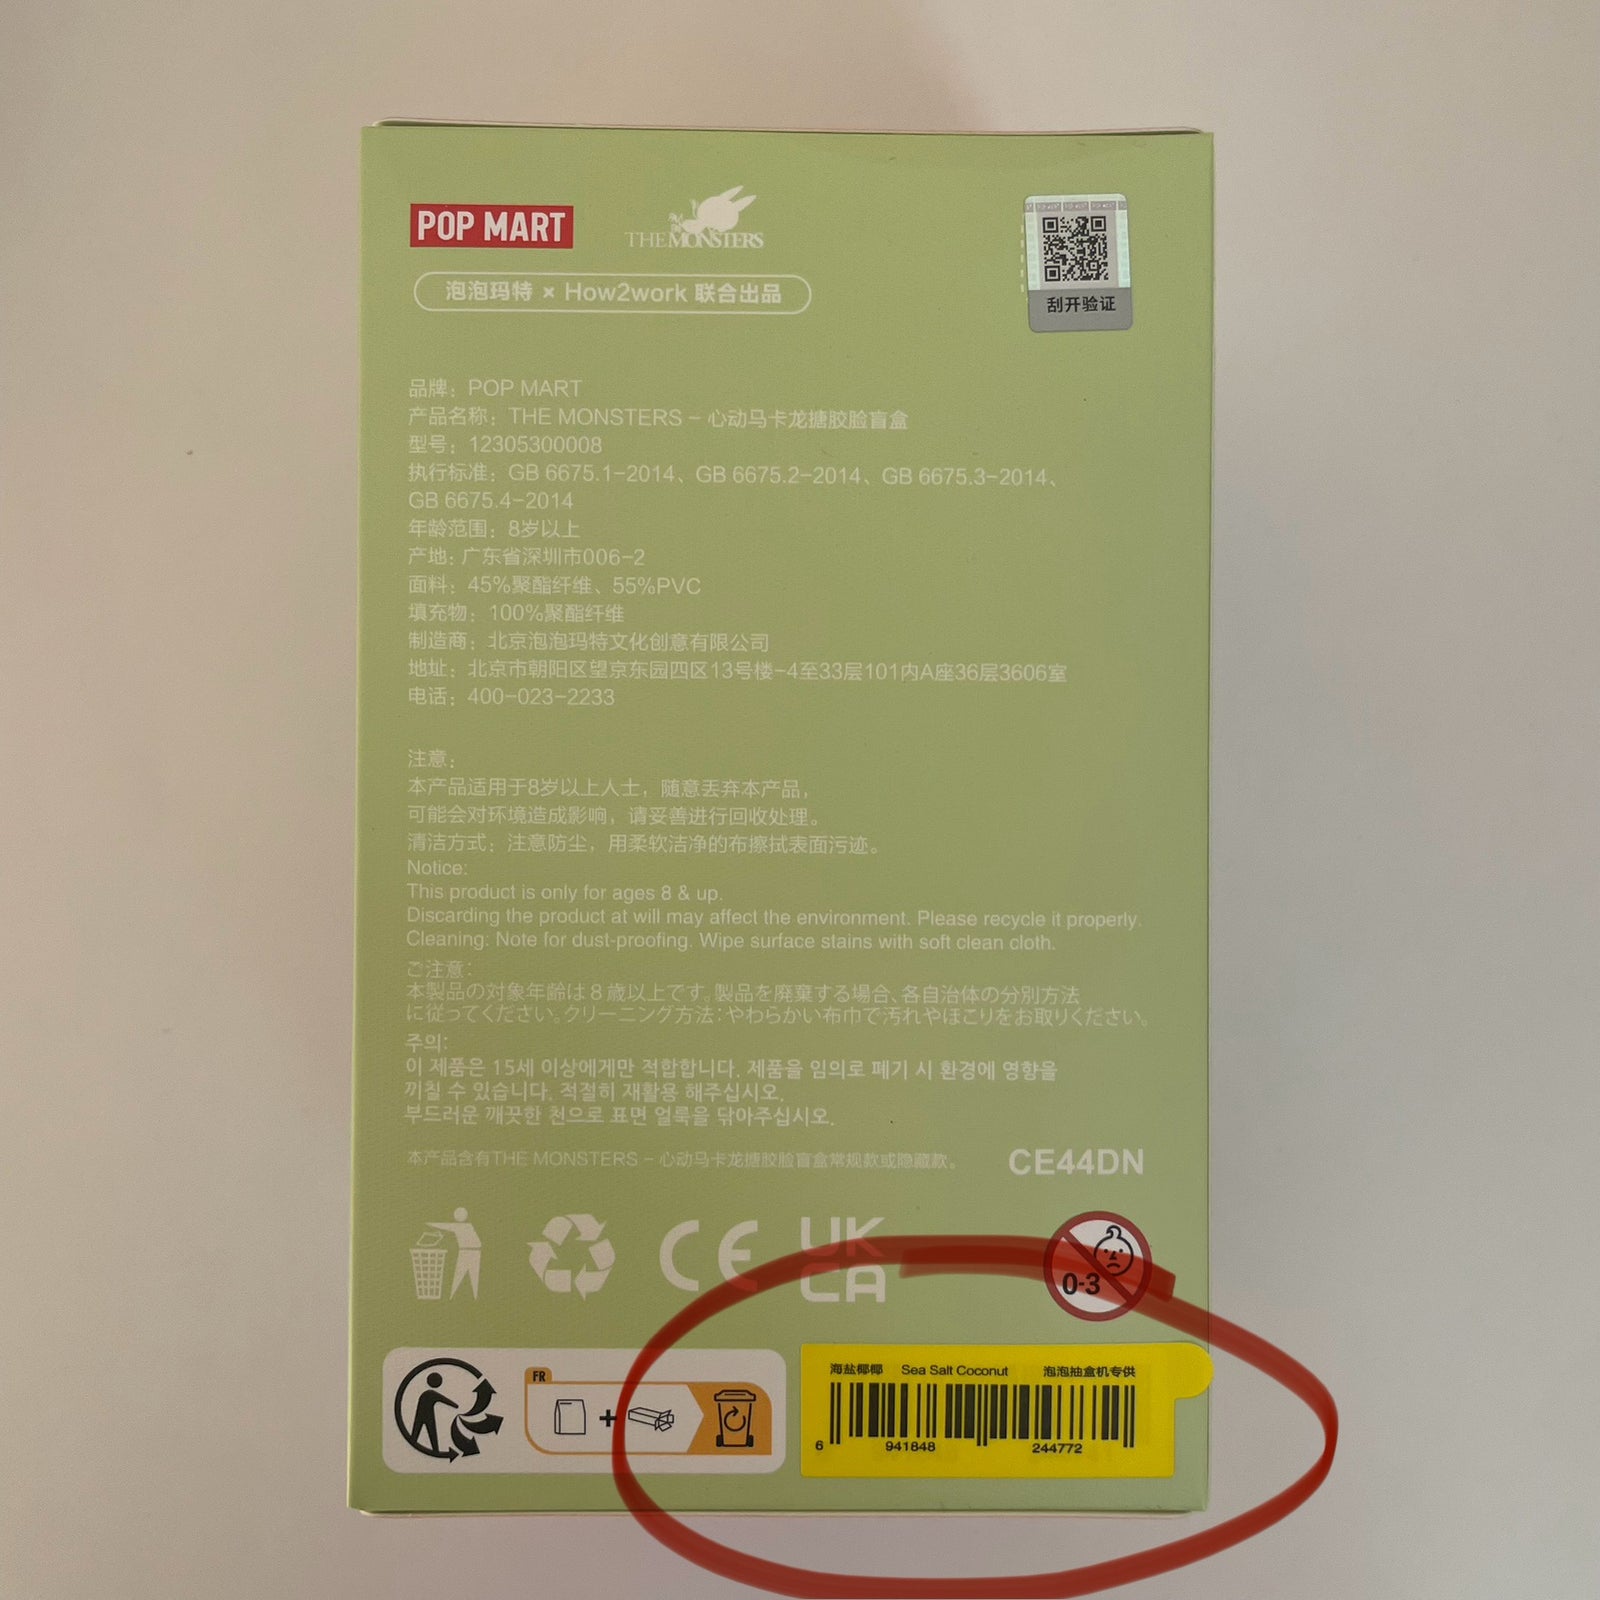 POP MART
THE MONSTERS
泡泡玛特 × How2work 联合出品
刮开验证
品牌：POP MART
产品名称：THE MONSTERS – 心动马卡龙搪胶脸盲盒
型号：12305300008
执行标准：GB 6675.1-2014、GB 6675.2-2014、GB 6675.3-2014、
GB 6675.4-2014
年龄范围：8岁以上
产地：广东省深圳市006-2
面料：45%聚酯纤维、55%PVC
填充物：100%聚酯纤维
制造商：北京泡泡玛特文化创意有限公司
地址：北京市朝阳区望京东园四区13号楼-4至33层101内A座36层3606室
电话：400-023-2233
注意：
本产品适用于8岁以上人士，随意丢弃本产品，
可能会对环境造成影响，请妥善进行回收处理。
清洁方式：注意防尘，用柔软洁净的布擦拭表面污迹。
Notice:
This product is only for ages 8 & up.
Discarding the product at will may affect the environment. Please recycle it properly.
Cleaning: Note for dust-proofing. Wipe surface stains with soft clean cloth.
ご注意：
本製品の対象年齢は８歳以上です。製品を廃棄する場合、各自治体の分別方法
に従ってください。クリーニング方法：やわらかい布巾で汚れやほこりをお取りください。
주의:
이 제품은 15세 이상에게만 적합합니다. 제품을 임의로 폐기 시 환경에 영향을
끼칠 수 있습니다. 적절히 재활용 해주십시오.
부드러운 깨끗한 천으로 표면 얼룩을 닦아주십시오.
本产品含有THE MONSTERS – 心动马卡龙搪胶脸盲盒常规款或隐藏款。
CE44DN
CE
UK
CA
0-3
FR
+
海盐椰椰 Sea Salt Coconut 泡泡抽盒机专供
6 941848 244772